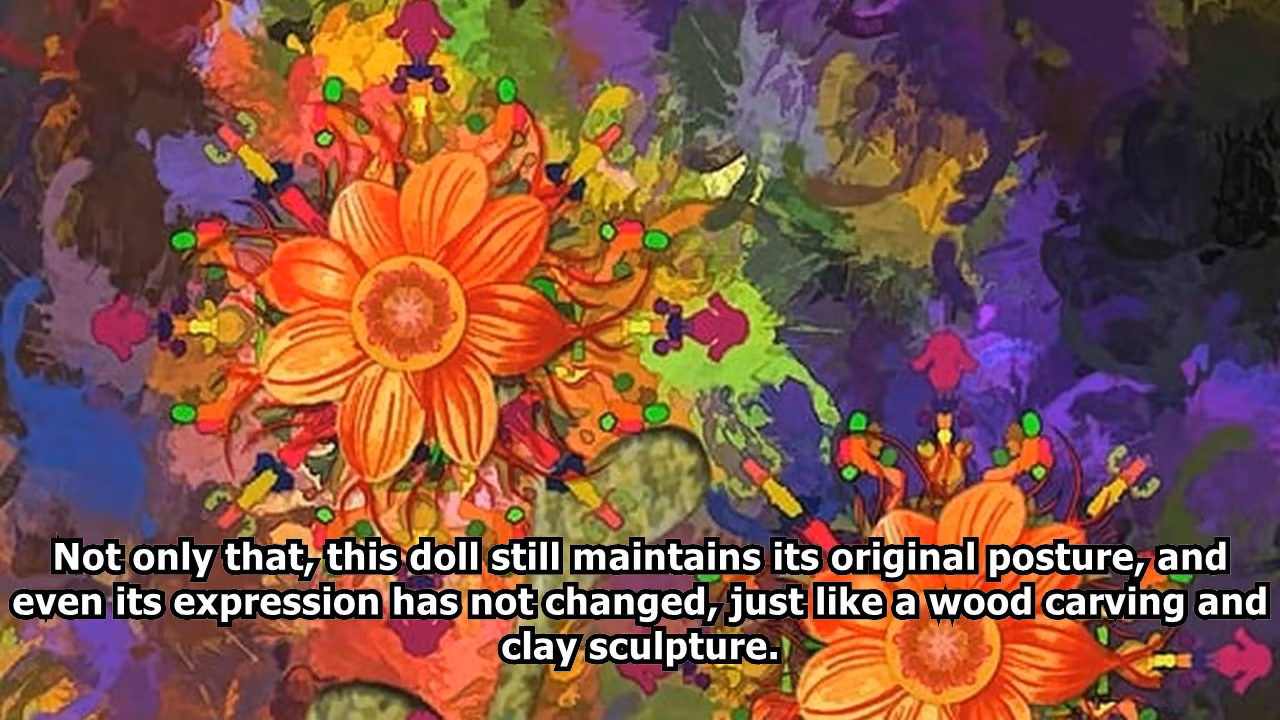 Not only that, this doll still maintains its original posture, and
even its expression has not changed, just like a wood carving and
clay sculpture.